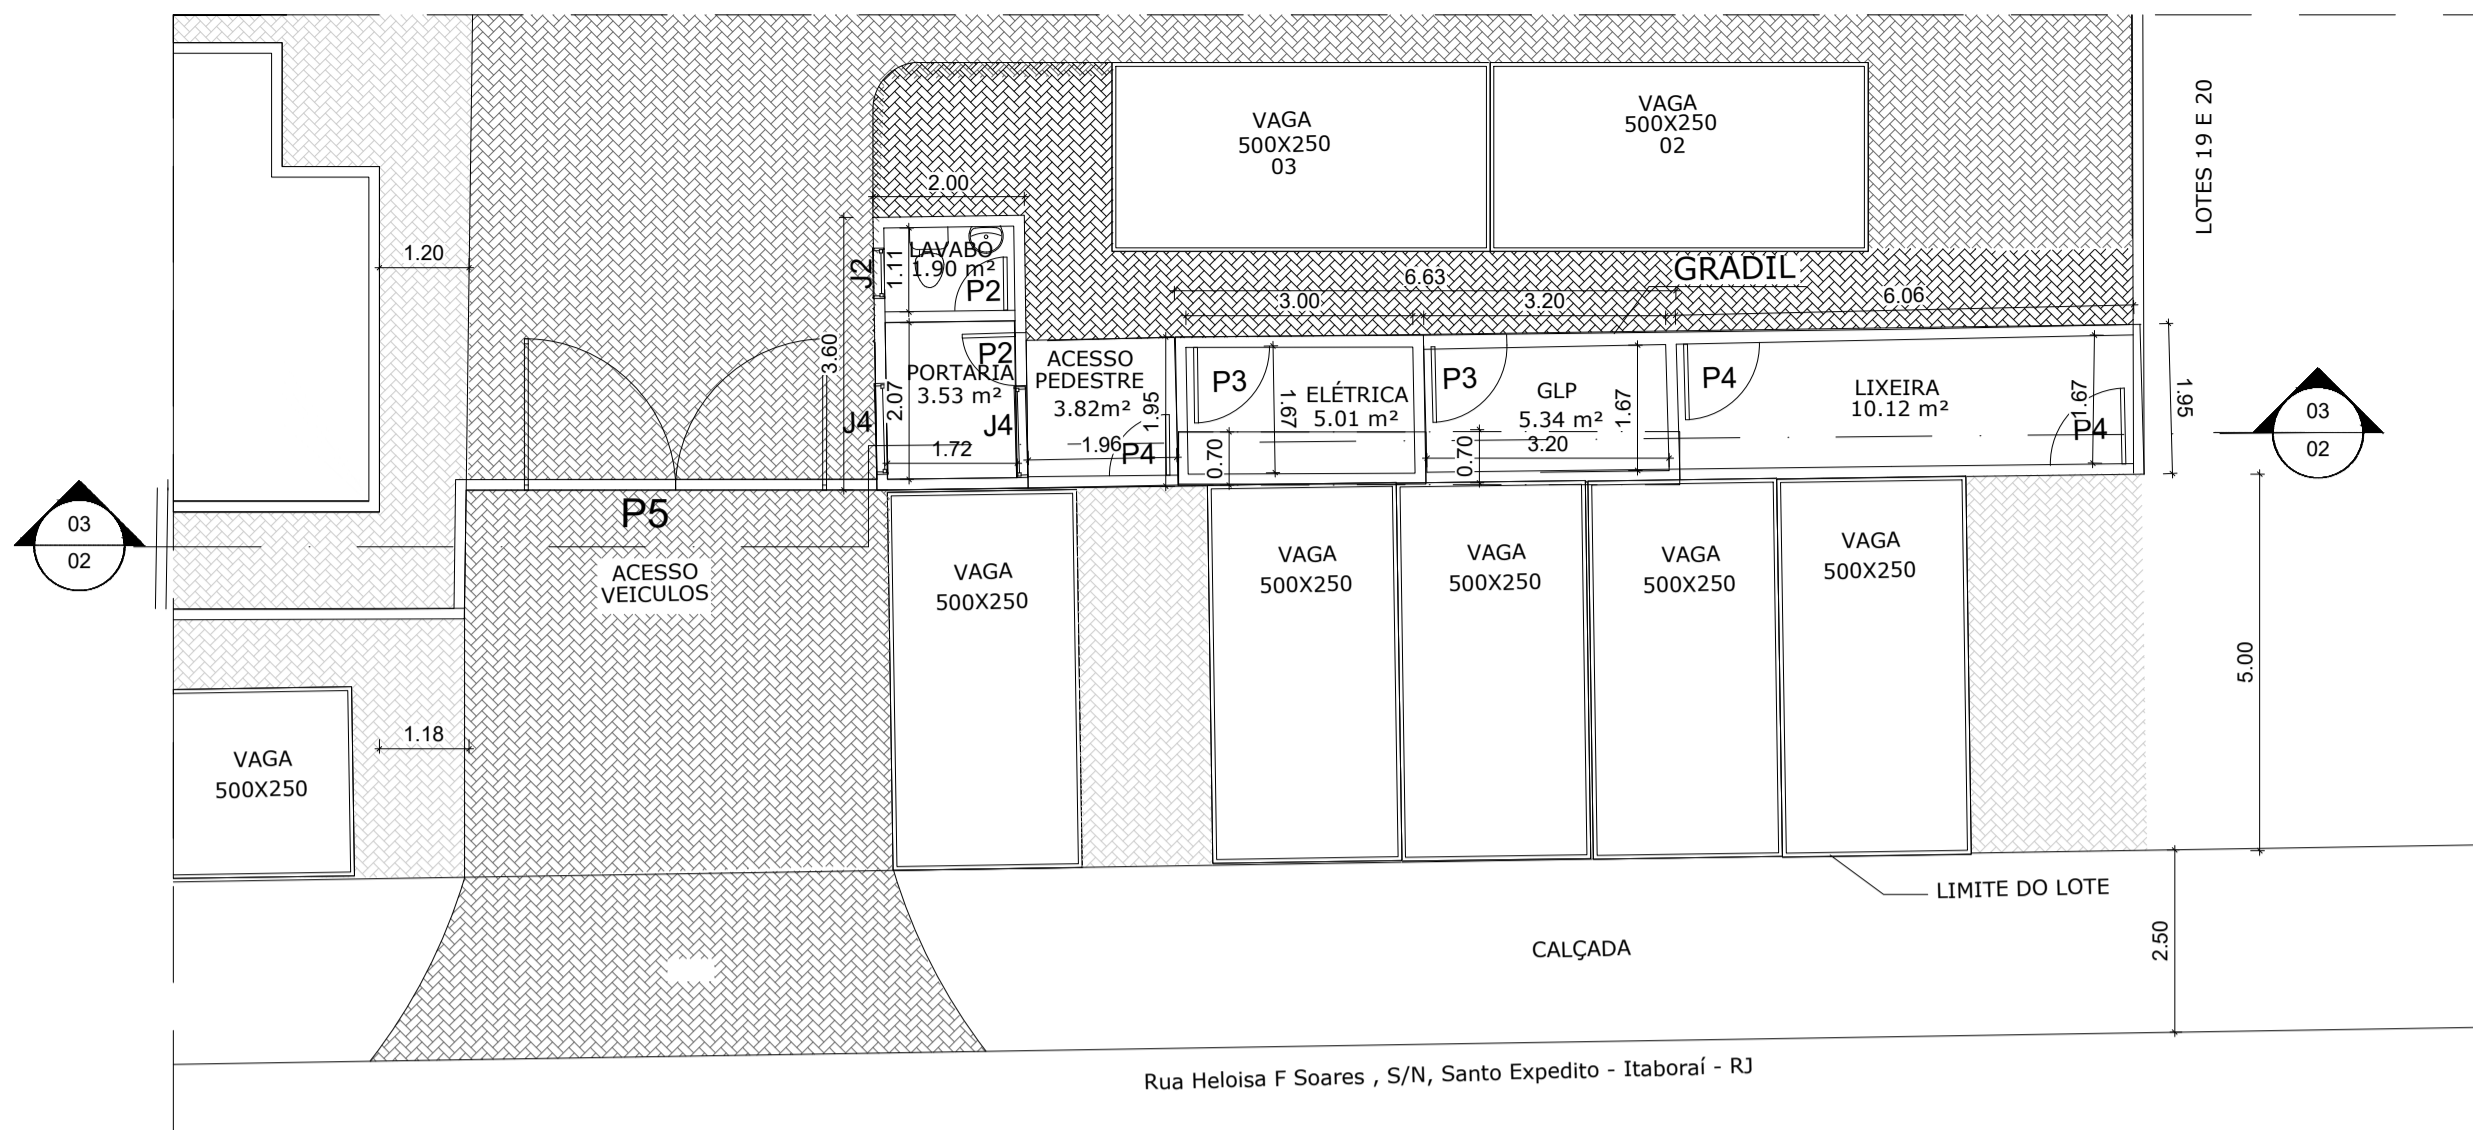 LOTES 19 E 20
VAGA
500X250
03
VAGA
500X250
02
2.00
1.20
LAVABO
1.90 m²
1.11
J2
P2
6.63
GRADIL
3.00
3.20
6.06
3.60
P2
PORTARIA
3.53 m²
2.07
J4
J4
1.72
ACESSO
PEDESTRE
3.82m²
1.95
1.96
P4
P3
ELÉTRICA
5.01 m²
1.67
0.70
P3
GLP
5.34 m²
1.67
0.70
3.20
P4
LIXEIRA
10.12 m²
1.67
P4
1.95
03
02
03
02
P5
ACESSO
VEICULOS
VAGA
500X250
VAGA
500X250
VAGA
500X250
VAGA
500X250
VAGA
500X250
5.00
1.18
VAGA
500X250
LIMITE DO LOTE
CALÇADA
2.50
Rua Heloisa F Soares , S/N, Santo Expedito - Itaboraí - RJ